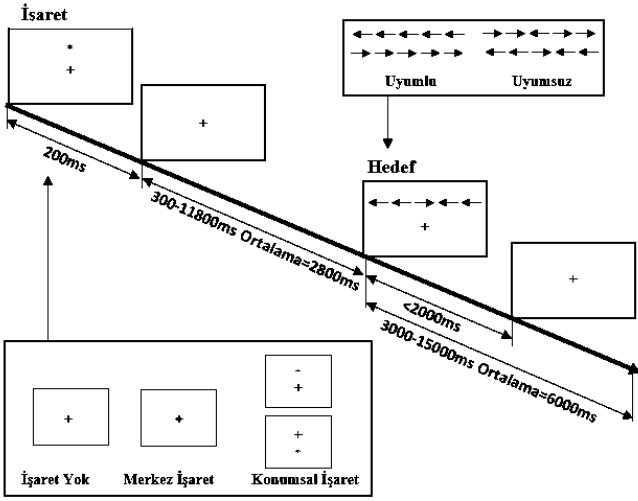 İşaret
Uyumlu
Uyumsuz
200ms
300-11800ms Ortalama=2800ms
Hedef
<2000ms
3000-15000ms Ortalama=6000ms
İşaret Yok
Merkez İşaret
Konumsal İşaret